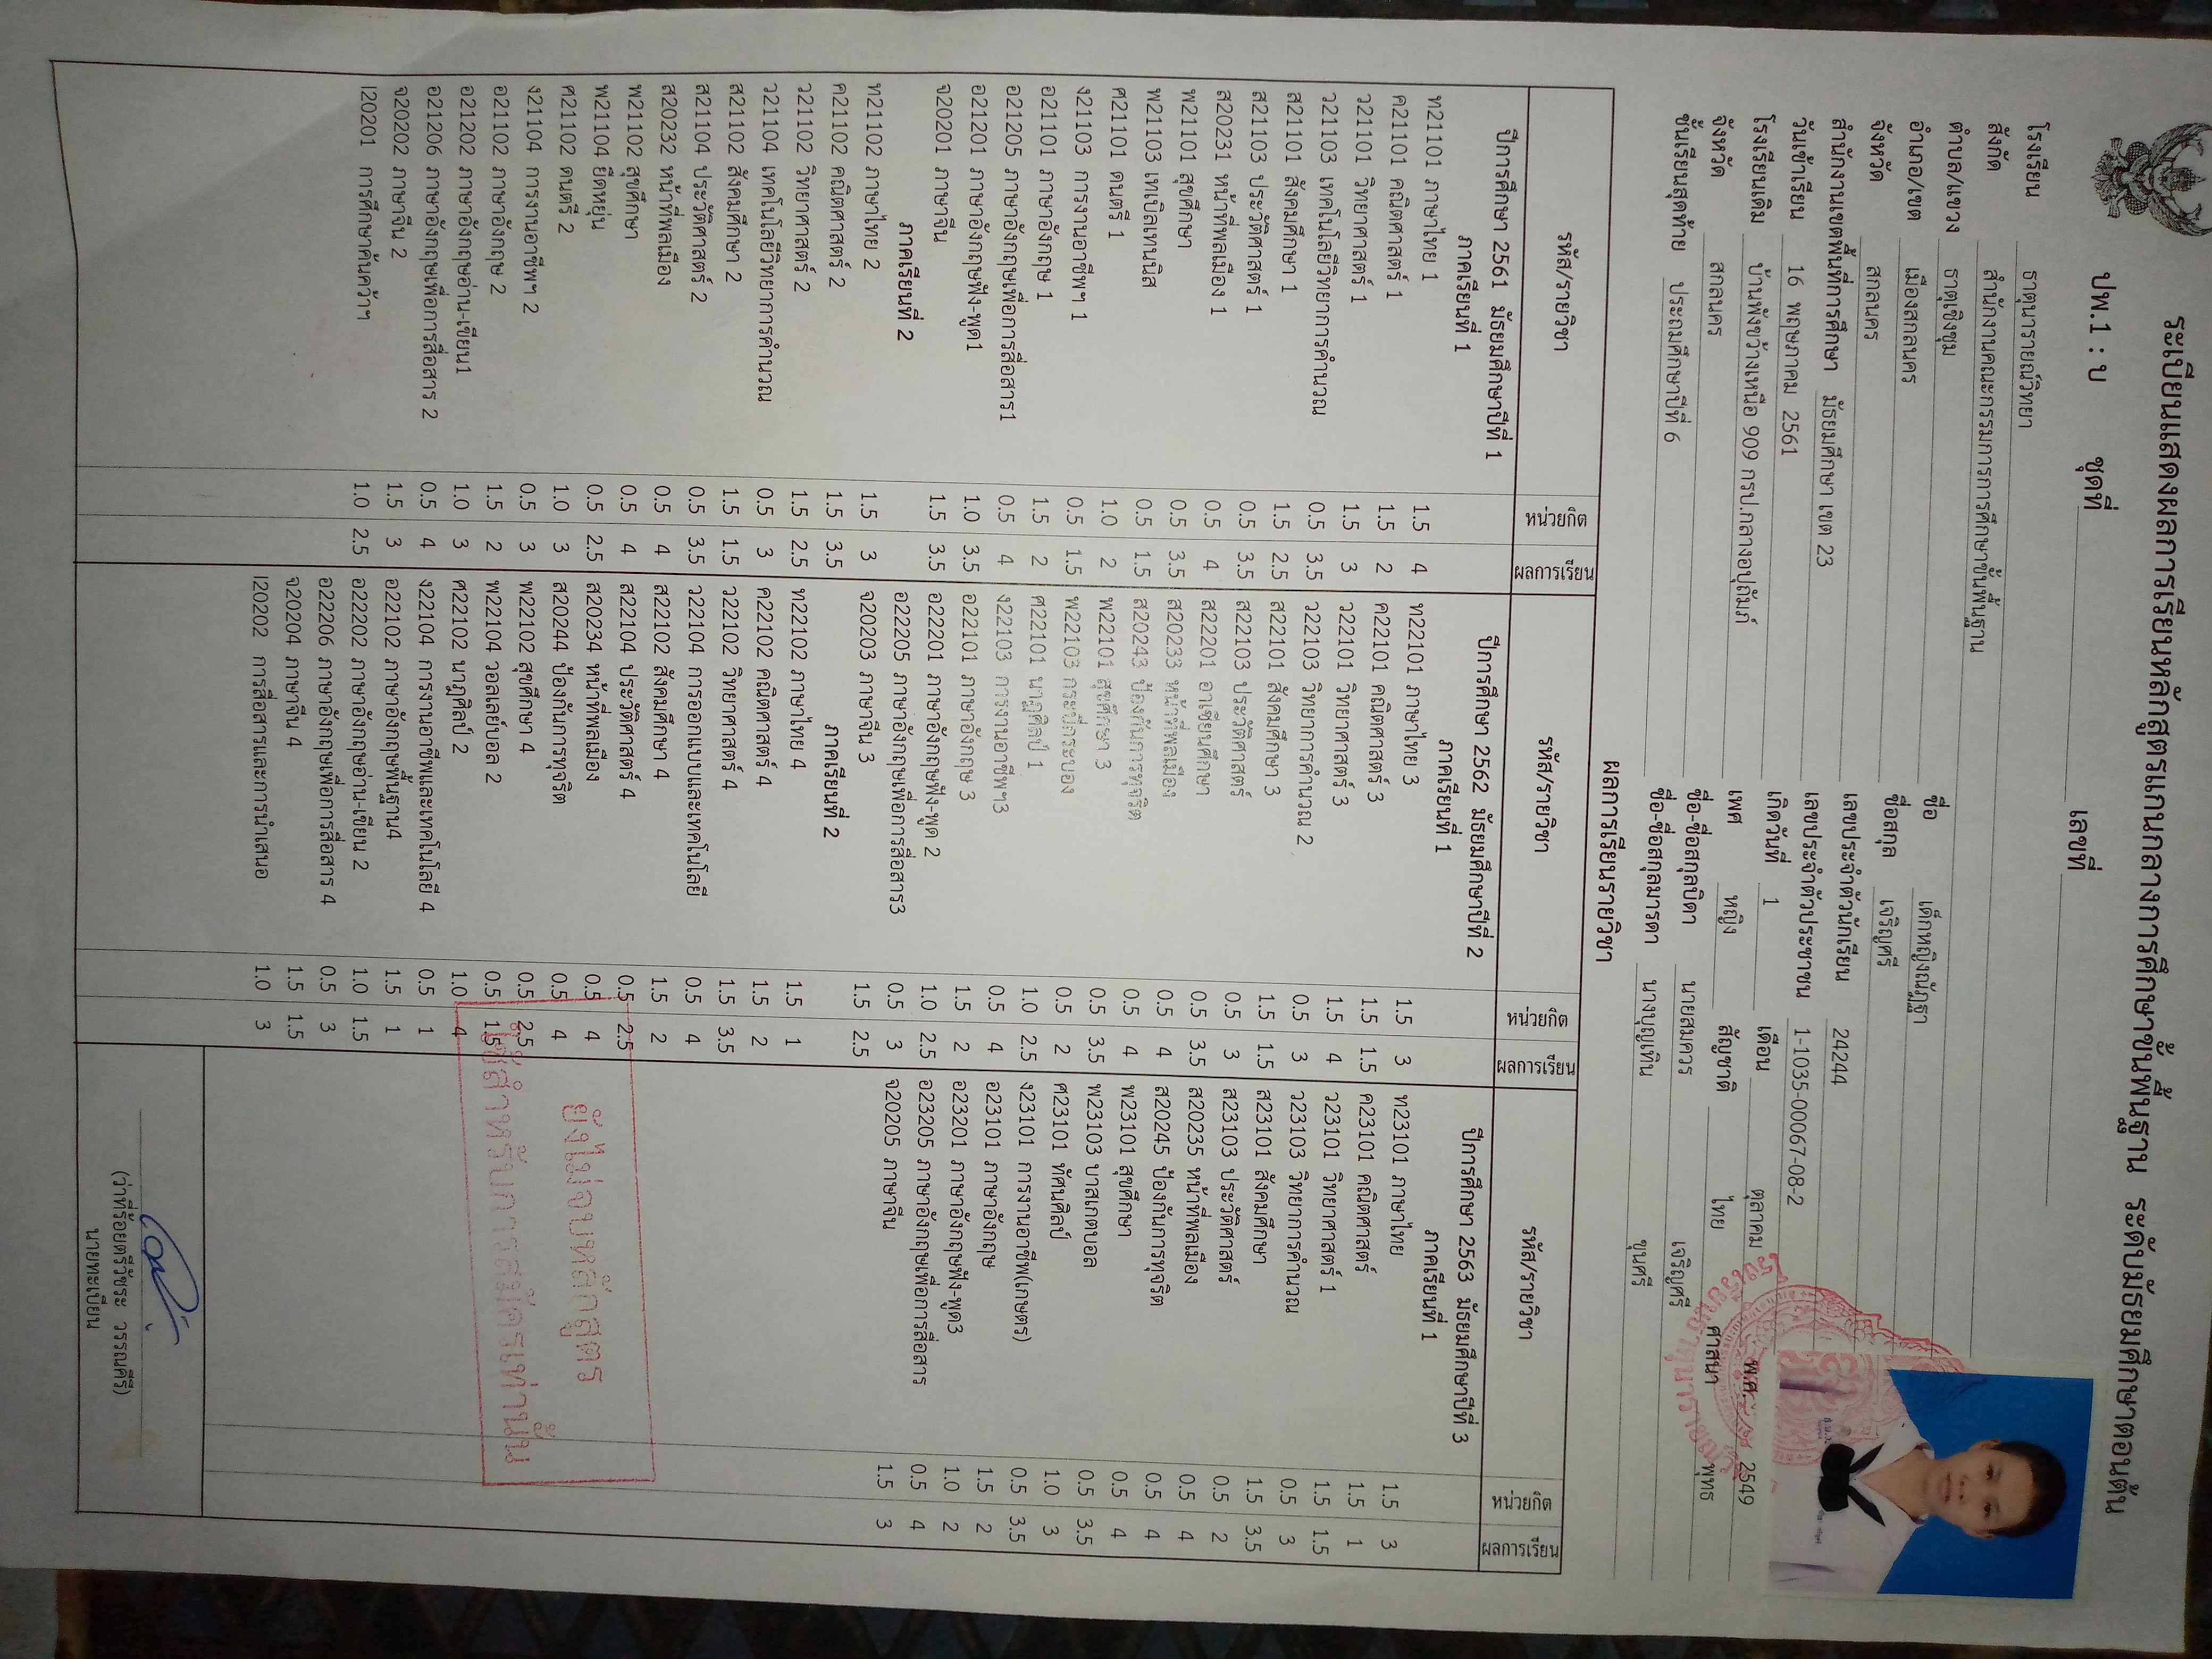 ระเบียนแสดงผลการเรียนหลักสูตรแกนกลางการศึกษาขั้นพื้นฐาน ระดับมัธยมศึกษาตอนต้น
ปพ.1 : บ ชุดที่ เลขที่
โรงเรียน ธาตุนารายณ์วิทยา
สังกัด สำนักงานคณะกรรมการการศึกษาขั้นพื้นฐาน
ตำบล/แขวง ธาตุเชิงชุม
อำเภอ/เขต เมืองสกลนคร
จังหวัด สกลนคร
สำนักงานเขตพื้นที่การศึกษา มัธยมศึกษา เขต 23
วันเข้าเรียน 16 พฤษภาคม 2561
โรงเรียนเดิม บ้านพังขว้างเหนือ 909 กรป.กลางอุปถัมภ์
จังหวัด สกลนคร
ชั้นเรียนสุดท้าย ประถมศึกษาปีที่ 6
ชื่อ เด็กหญิงณัฏฐา
ชื่อสกุล เจริญศรี
เลขประจำตัวนักเรียน 24244
เลขประจำตัวประชาชน 1-1035-00067-08-2
เกิดวันที่ 1 เดือน ตุลาคม พ.ศ. 2549
เพศ หญิง สัญชาติ ไทย ศาสนา พุทธ
ชื่อ-ชื่อสกุลบิดา นายสมควร เจริญศรี
ชื่อ-ชื่อสกุลมารดา นางบุญเทิน ขุนศรี
ผลการเรียนรายวิชา
รหัส/รายวิชา หน่วยกิต ผลการเรียน
ปีการศึกษา 2561 มัธยมศึกษาปีที่ 1
ภาคเรียนที่ 1
ท21101 ภาษาไทย 1 1.5 4
ค21101 คณิตศาสตร์ 1 1.5 2
ว21101 วิทยาศาสตร์ 1 1.5 3
ว21103 เทคโนโลยีวิทยาการคำนวณ 0.5 3.5
ส21101 สังคมศึกษา 1 1.5 2.5
ส21103 ประวัติศาสตร์ 1 0.5 3.5
ส20231 หน้าที่พลเมือง 1 0.5 4
พ21101 สุขศึกษา 0.5 3.5
พ21103 เทเบิลเทนนิส 0.5 1.5
ศ21101 ดนตรี 1 1.0 2
ง21103 การงานอาชีพฯ 1 0.5 1.5
อ21101 ภาษาอังกฤษ 1 1.5 2
อ21205 ภาษาอังกฤษเพื่อการสื่อสาร1 0.5 4
อ21201 ภาษาอังกฤษฟัง-พูด1 1.0 3.5
จ20201 ภาษาจีน 1.5 3.5
ภาคเรียนที่ 2
ท21102 ภาษาไทย 2 1.5 3
ค21102 คณิตศาสตร์ 2 1.5 3.5
ว21102 วิทยาศาสตร์ 2 1.5 2.5
ว21104 เทคโนโลยีวิทยาการคำนวณ 0.5 3
ส21102 สังคมศึกษา 2 1.5 1.5
ส21104 ประวัติศาสตร์ 2 0.5 3.5
ส20232 หน้าที่พลเมือง 0.5 4
พ21102 สุขศึกษา 0.5 4
พ21104 ยืดหยุ่น 0.5 2.5
ศ21102 ดนตรี 2 1.0 3
ง21104 การงานอาชีพฯ 2 0.5 3
อ21102 ภาษาอังกฤษ 2 1.5 2
อ21202 ภาษาอังกฤษอ่าน-เขียน1 1.0 3
อ21206 ภาษาอังกฤษเพื่อการสื่อสาร 2 0.5 4
จ20202 ภาษาจีน 2 1.5 3
I20201 การศึกษาค้นคว้าฯ 1.0 2.5
รหัส/รายวิชา หน่วยกิต ผลการเรียน
ปีการศึกษา 2562 มัธยมศึกษาปีที่ 2
ภาคเรียนที่ 1
ท22101 ภาษาไทย 3 1.5 3
ค22101 คณิตศาสตร์ 3 1.5 1.5
ว22101 วิทยาศาสตร์ 3 1.5 4
ว22103 วิทยาการคำนวณ 2 0.5 3
ส22101 สังคมศึกษา 3 1.5 1.5
ส22103 ประวัติศาสตร์ 0.5 3
ส22201 อาเซียนศึกษา 0.5 3.5
ส20233 หน้าที่พลเมือง 0.5 4
ส20243 ป้องกันการทุจริต 0.5 4
พ22101 สุขศึกษา 3 0.5 3.5
พ22103 กระบี่กระบอง 0.5 2
ศ22101 นาฏศิลป์ 1 1.0 2.5
ง22103 การงานอาชีพฯ3 0.5 4
อ22101 ภาษาอังกฤษ 3 1.5 2
อ22201 ภาษาอังกฤษฟัง-พูด 2 1.0 2.5
อ22205 ภาษาอังกฤษเพื่อการสื่อสาร3 0.5 3
จ20203 ภาษาจีน 3 1.5 2.5
ภาคเรียนที่ 2
ท22102 ภาษาไทย 4 1.5 1
ค22102 คณิตศาสตร์ 4 1.5 2
ว22102 วิทยาศาสตร์ 4 1.5 3.5
ว22104 การออกแบบและเทคโนโลยี 0.5 4
ส22102 สังคมศึกษา 4 1.5 2
ส22104 ประวัติศาสตร์ 4 0.5 2.5
ส20234 หน้าที่พลเมือง 0.5 4
ส20244 ป้องกันการทุจริต 0.5 4
พ22102 สุขศึกษา 4 0.5 2.5
พ22104 วอลเลย์บอล 2 0.5 1.5
ศ22102 นาฏศิลป์ 2 1.0 4
ง22104 การงานอาชีพและเทคโนโลยี 4 0.5 1
อ22102 ภาษาอังกฤษพื้นฐาน4 1.5 1
อ22202 ภาษาอังกฤษอ่าน-เขียน 2 1.0 1.5
อ22206 ภาษาอังกฤษเพื่อการสื่อสาร 4 0.5 3
จ20204 ภาษาจีน 4 1.5 1.5
I20202 การสื่อสารและการนำเสนอ 1.0 3
รหัส/รายวิชา หน่วยกิต ผลการเรียน
ปีการศึกษา 2563 มัธยมศึกษาปีที่ 3
ภาคเรียนที่ 1
ท23101 ภาษาไทย 1.5 3
ค23101 คณิตศาสตร์ 1.5 1
ว23101 วิทยาศาสตร์ 1 1.5 1.5
ว23103 วิทยาการคำนวณ 0.5 3
ส23101 สังคมศึกษา 1.5 3.5
ส23103 ประวัติศาสตร์ 0.5 2
ส20235 หน้าที่พลเมือง 0.5 4
ส20245 ป้องกันการทุจริต 0.5 4
พ23101 สุขศึกษา 0.5 4
พ23103 บาสเกตบอล 0.5 3.5
ศ23101 ทัศนศิลป์ 1.0 3
ง23101 การงานอาชีพ(เกษตร) 0.5 3.5
อ23101 ภาษาอังกฤษ 1.5 2
อ23201 ภาษาอังกฤษฟัง-พูด3 1.0 2
อ23205 ภาษาอังกฤษเพื่อการสื่อสาร 0.5 4
จ20205 ภาษาจีน 1.5 3
ยังไม่จบหลักสูตร
ใช้สำหรับการสมัครเท่านั้น
(ว่าที่ร้อยตรีวัชระ วรรณศิรี)
นายทะเบียน